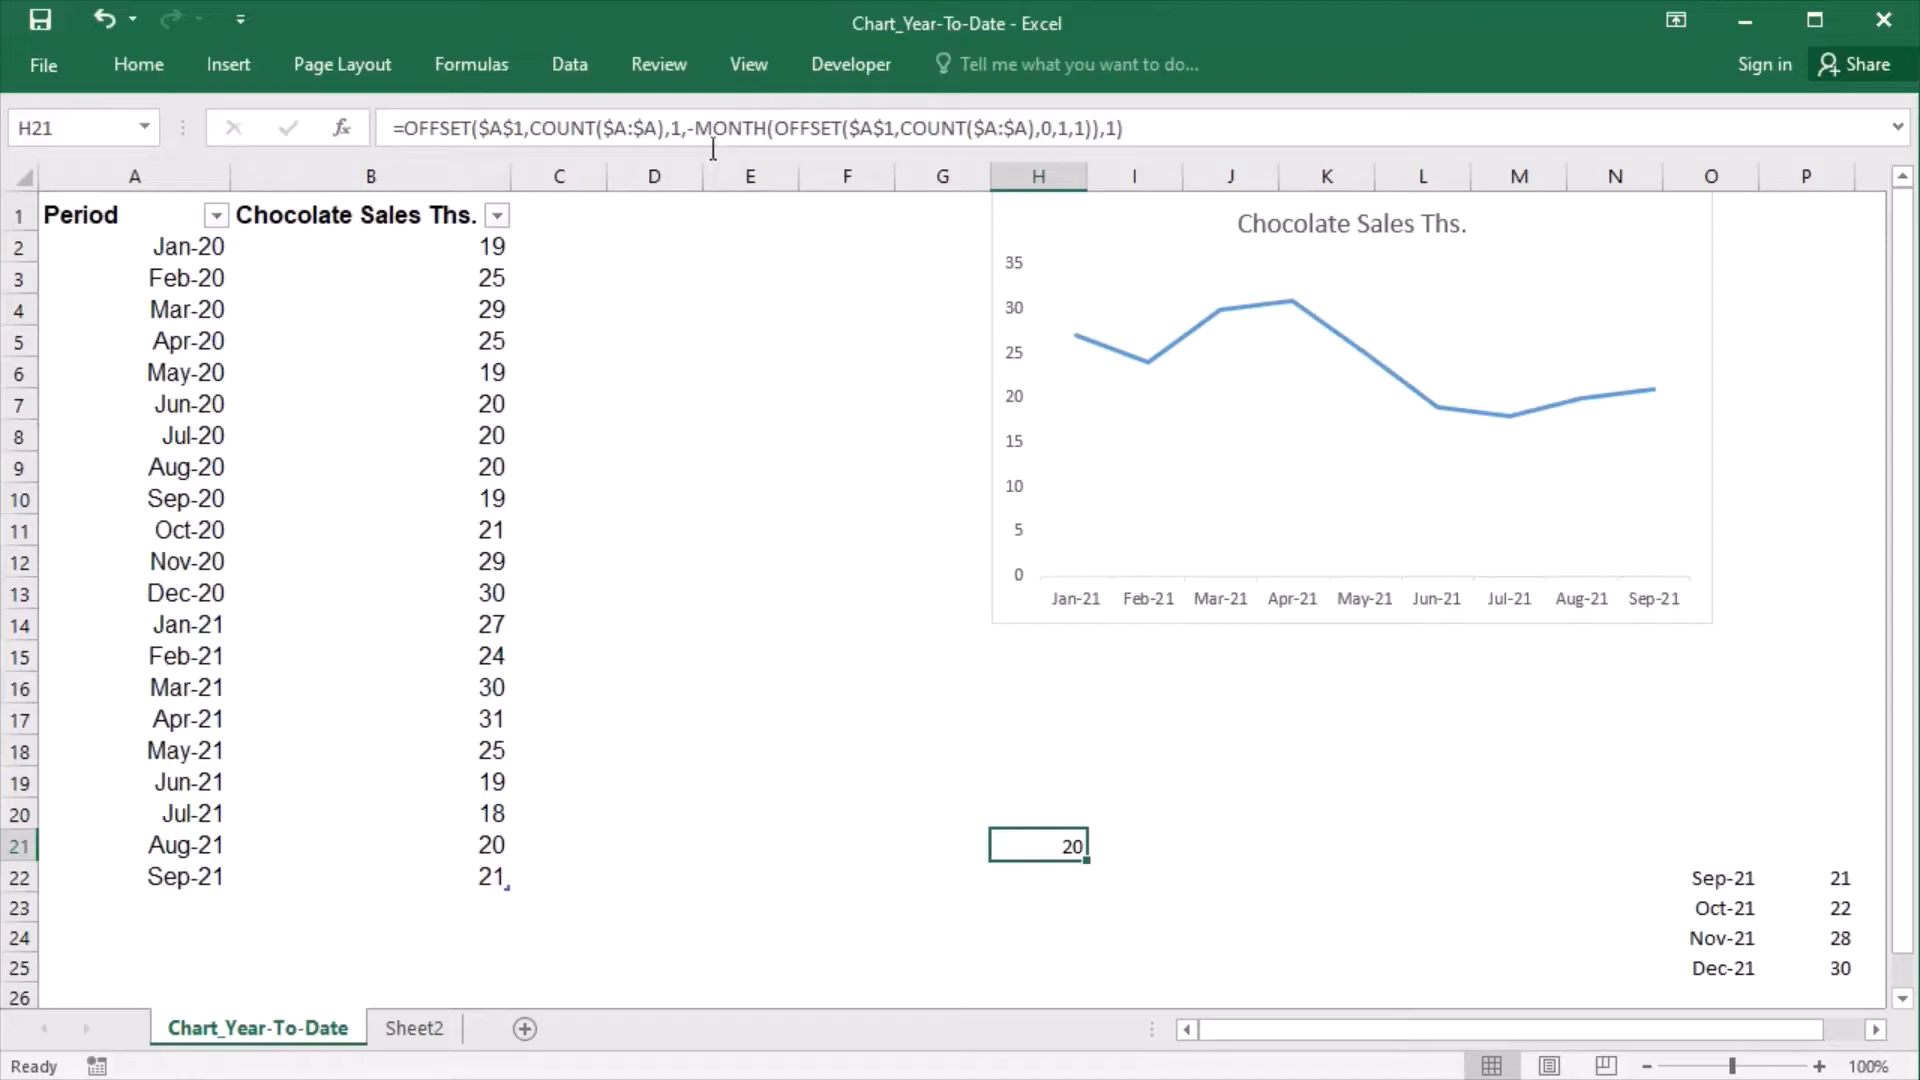 Chart_Year-To-Date - Excel
File Home Insert Page Layout Formulas Data Review View Developer Tell me what you want to do... Sign in Share
H21 fx =OFFSET($A$1,COUNT($A:$A),1,-MONTH(OFFSET($A$1,COUNT($A:$A),0,1,1)),1)
A B C D E F G H I J K L M N O P
1 Period Chocolate Sales Ths.
2 Jan-20 19
3 Feb-20 25
4 Mar-20 29
5 Apr-20 25
6 May-20 19
7 Jun-20 20
8 Jul-20 20
9 Aug-20 20
10 Sep-20 19
11 Oct-20 21
12 Nov-20 29
13 Dec-20 30
14 Jan-21 27
15 Feb-21 24
16 Mar-21 30
17 Apr-21 31
18 May-21 25
19 Jun-21 19
20 Jul-21 18
21 Aug-21 20 20
22 Sep-21 21 Sep-21 21
23 Oct-21 22
24 Nov-21 28
25 Dec-21 30
26
Chocolate Sales Ths.
35
30
25
20
15
10
5
0
Jan-21 Feb-21 Mar-21 Apr-21 May-21 Jun-21 Jul-21 Aug-21 Sep-21
Chart_Year-To-Date Sheet2
Ready 100%